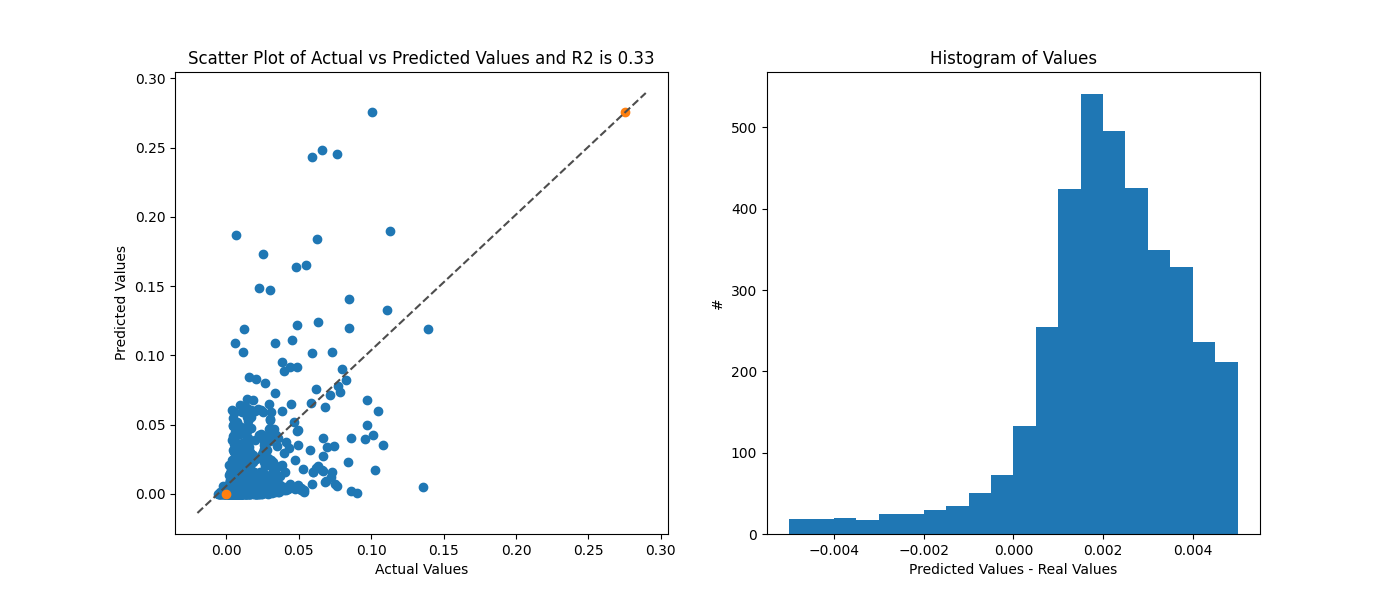 Scatter Plot of Actual vs Predicted Values and R2 is 0.33
0.30
0.25
0.20
0.15
0.10
0.05
0.00
Predicted Values
0.00 0.05 0.10 0.15 0.20 0.25 0.30
Actual Values
Histogram of Values
500
400
300
200
100
0
#
−0.004 −0.002 0.000 0.002 0.004
Predicted Values - Real Values